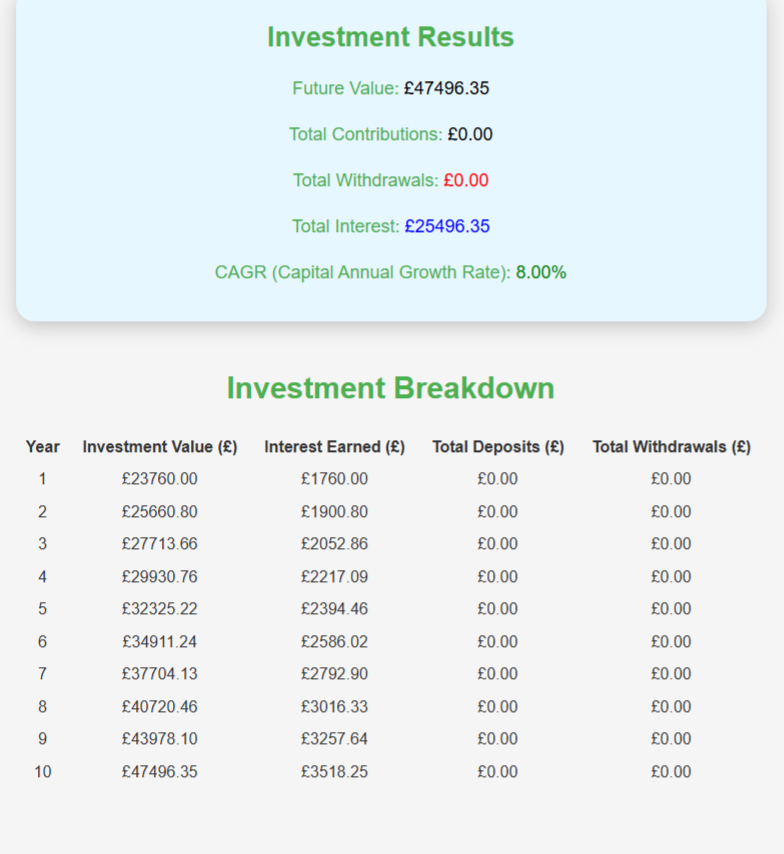 Investment Results
Future Value: £47496.35
Total Contributions: £0.00
Total Withdrawals: £0.00
Total Interest: £25496.35
CAGR (Capital Annual Growth Rate): 8.00%
Investment Breakdown
Year Investment Value (£) Interest Earned (£) Total Deposits (£) Total Withdrawals (£)
1 £23760.00 £1760.00 £0.00 £0.00
2 £25660.80 £1900.80 £0.00 £0.00
3 £27713.66 £2052.86 £0.00 £0.00
4 £29930.76 £2217.09 £0.00 £0.00
5 £32325.22 £2394.46 £0.00 £0.00
6 £34911.24 £2586.02 £0.00 £0.00
7 £37704.13 £2792.90 £0.00 £0.00
8 £40720.46 £3016.33 £0.00 £0.00
9 £43978.10 £3257.64 £0.00 £0.00
10 £47496.35 £3518.25 £0.00 £0.00